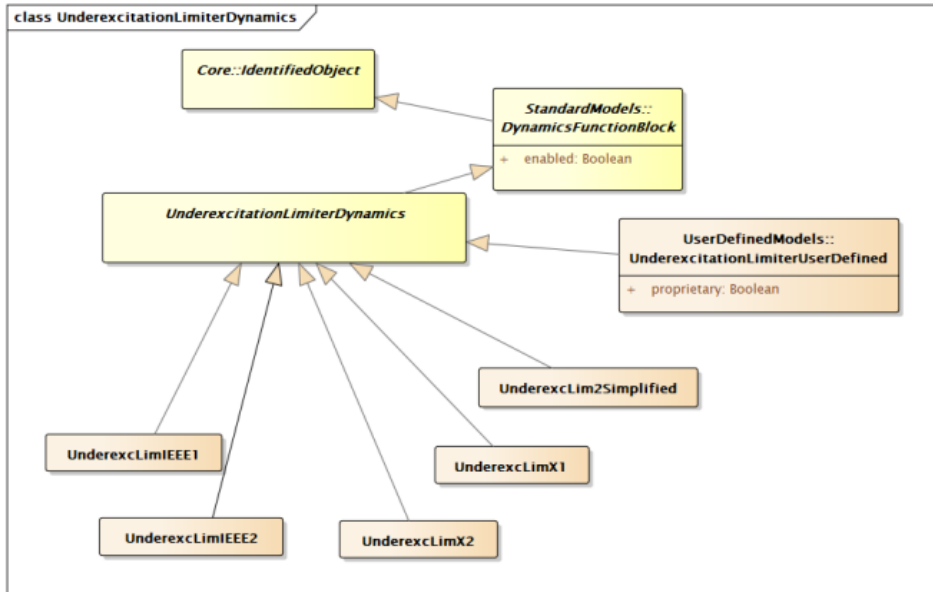 class UnderexcitationLimiterDynamics
Core::IdentifiedObject
StandardModels::
DynamicsFunctionBlock
+ enabled: Boolean
UnderexcitationLimiterDynamics
UserDefinedModels::
UnderexcitationLimiterUserDefined
+ proprietary: Boolean
UnderexcLim2Simplified
UnderexcLimIEEE1
UnderexcLimX1
UnderexcLimIEEE2
UnderexcLimX2